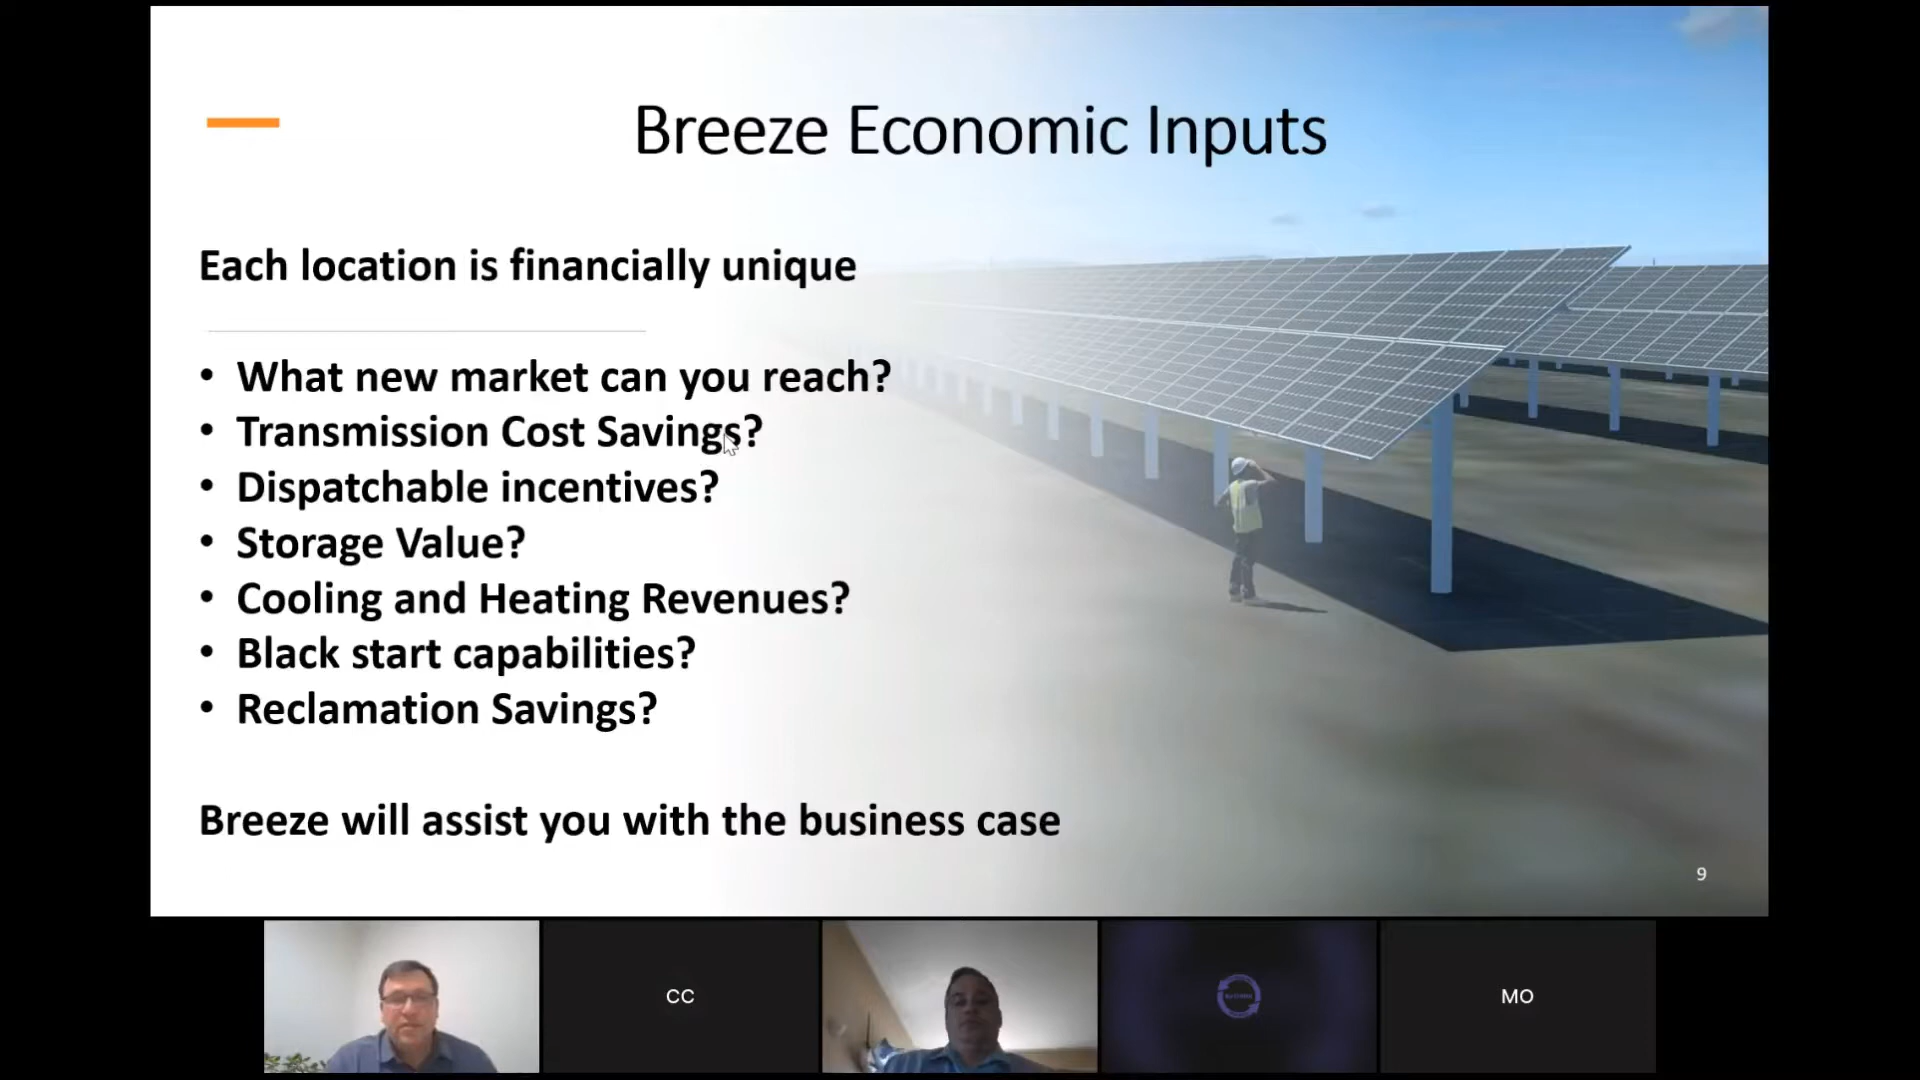 Breeze Economic Inputs
Each location is financially unique
• What new market can you reach?
• Transmission Cost Savings?
• Dispatchable incentives?
• Storage Value?
• Cooling and Heating Revenues?
• Black start capabilities?
• Reclamation Savings?
Breeze will assist you with the business case
9
CC
MO